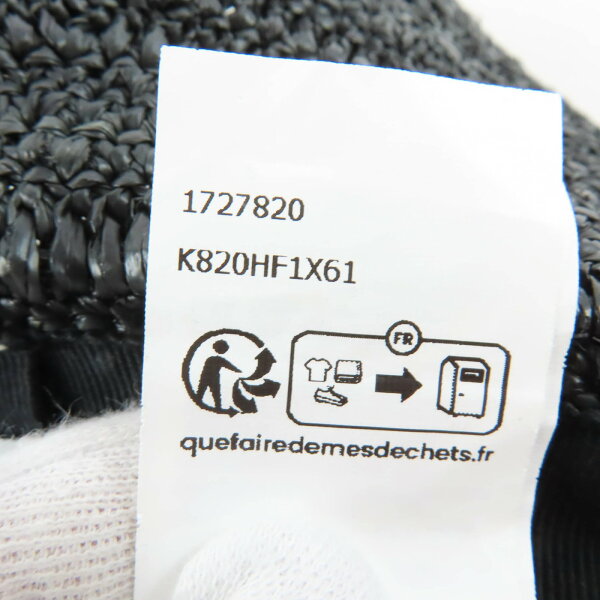 1727820
K820HF1X61
FR
quefairedemesdechets.fr